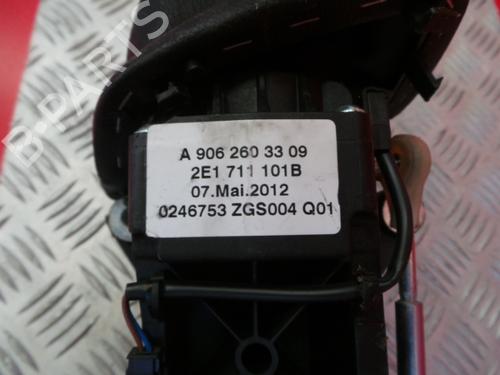 B-PARTS
A 906 260 33 09
2E1 711 101B
07.Mai.2012
0246753 ZGS004 Q01